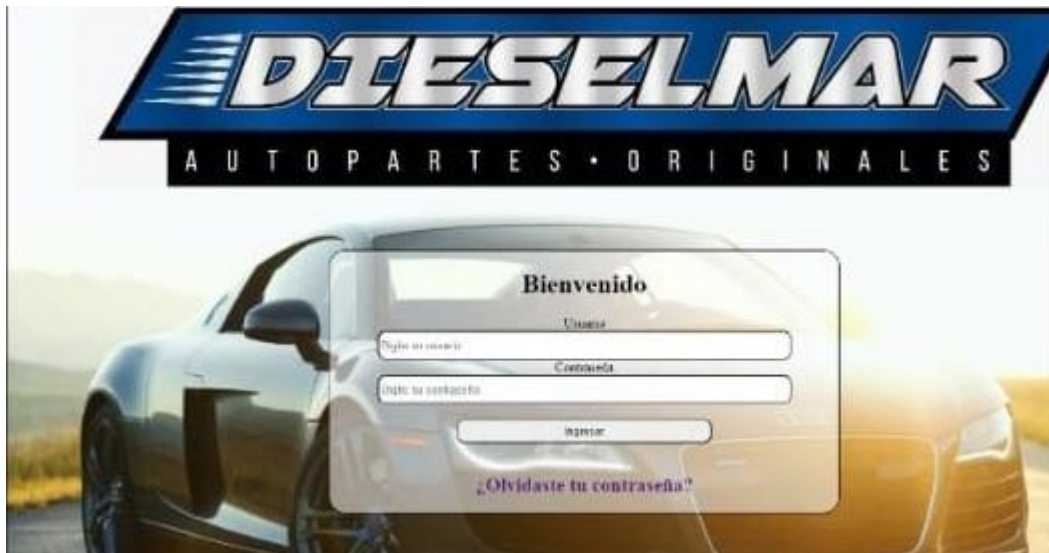 DIESELMAR
AUTOPARTES • ORIGINALES
Bienvenido
Usuario
Digite su usuario
Contraseña
Digite su contraseña
Ingresar
¿Olvidaste tu contraseña?